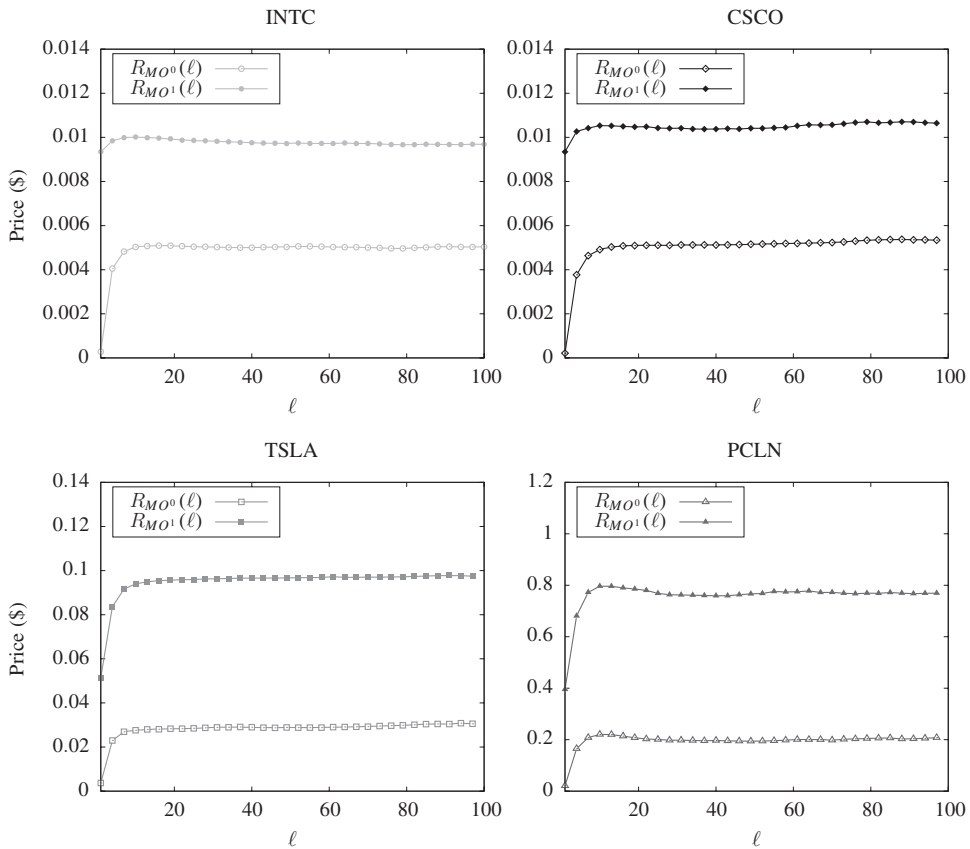 INTC
0.014
0.012
0.01
0.008
0.006
0.004
0.002
0
Price ($)
R_{MO^0}(ℓ)
R_{MO^1}(ℓ)
20
40
60
80
100
ℓ
CSCO
0.014
0.012
0.01
0.008
0.006
0.004
0.002
0
R_{MO^0}(ℓ)
R_{MO^1}(ℓ)
20
40
60
80
100
ℓ
TSLA
0.14
0.12
0.1
0.08
0.06
0.04
0.02
0
Price ($)
R_{MO^0}(ℓ)
R_{MO^1}(ℓ)
20
40
60
80
100
ℓ
PCLN
1.2
1
0.8
0.6
0.4
0.2
0
R_{MO^0}(ℓ)
R_{MO^1}(ℓ)
20
40
60
80
100
ℓ